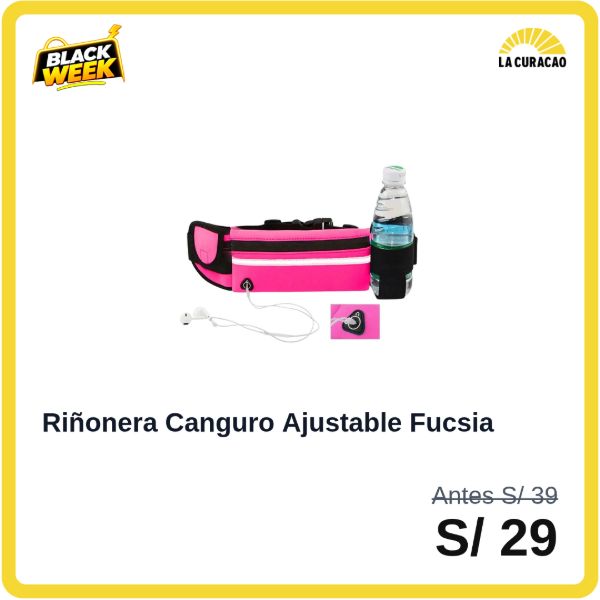 BLACK
WEEK
LA CURACAO
Riñonera Canguro Ajustable Fucsia
Antes S/ 39
S/ 29